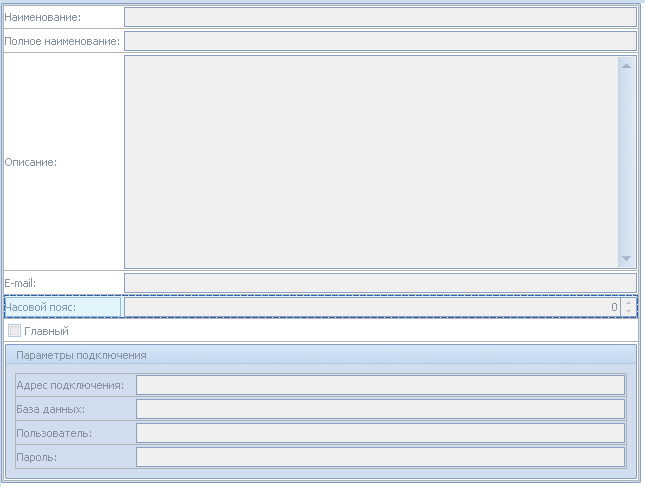 Наименование:
Полное наименование:
Описание:
E-mail:
Часовой пояс: 0
Главный
Параметры подключения
Адрес подключения:
База данных:
Пользователь:
Пароль: